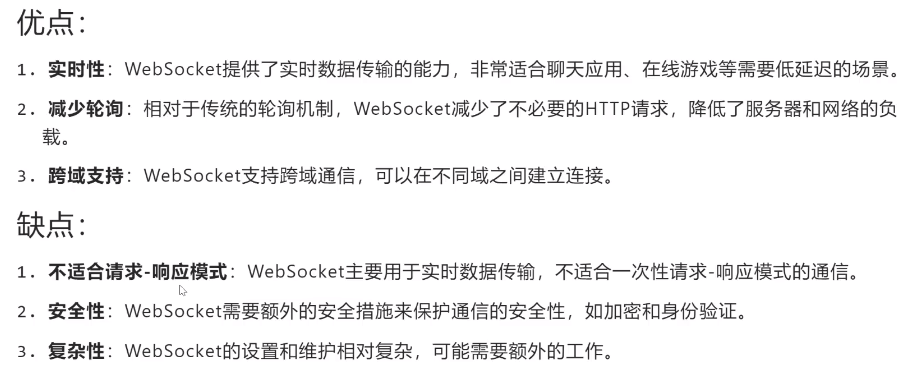 优点：
1. 实时性：WebSocket提供了实时数据传输的能力，非常适合聊天应用、在线游戏等需要低延迟的场景。
2. 减少轮询：相对于传统的轮询机制，WebSocket减少了不必要的HTTP请求，降低了服务器和网络的负
载。
3. 跨域支持：WebSocket支持跨域通信，可以在不同域之间建立连接。
缺点：
1. 不适合请求-响应模式：WebSocket主要用于实时数据传输，不适合一次性请求-响应模式的通信。
2. 安全性：WebSocket需要额外的安全措施来保护通信的安全性，如加密和身份验证。
3. 复杂性：WebSocket的设置和维护相对复杂，可能需要额外的工作。